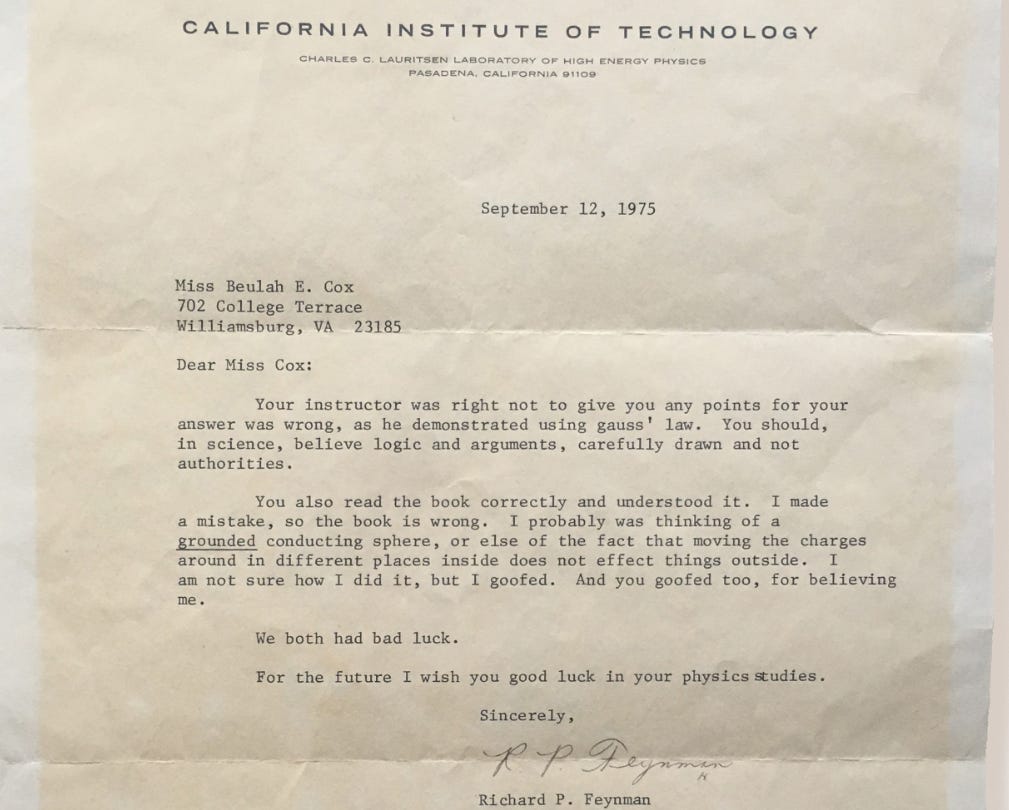 CALIFORNIA INSTITUTE OF TECHNOLOGY
CHARLES C. LAURITSEN LABORATORY OF HIGH ENERGY PHYSICS
PASADENA, CALIFORNIA 91109
September 12, 1975
Miss Beulah E. Cox
702 College Terrace
Williamsburg, VA  23185
Dear Miss Cox:
Your instructor was right not to give you any points for your
answer was wrong, as he demonstrated using gauss' law.  You should,
in science, believe logic and arguments, carefully drawn and not
authorities.
You also read the book correctly and understood it.  I made
a mistake, so the book is wrong.  I probably was thinking of a
grounded conducting sphere, or else of the fact that moving the charges
around in different places inside does not effect things outside.  I
am not sure how I did it, but I goofed.  And you goofed too, for believing
me.
We both had bad luck.
For the future I wish you good luck in your physics studies.
Sincerely,
R P Feynman
Richard P. Feynman